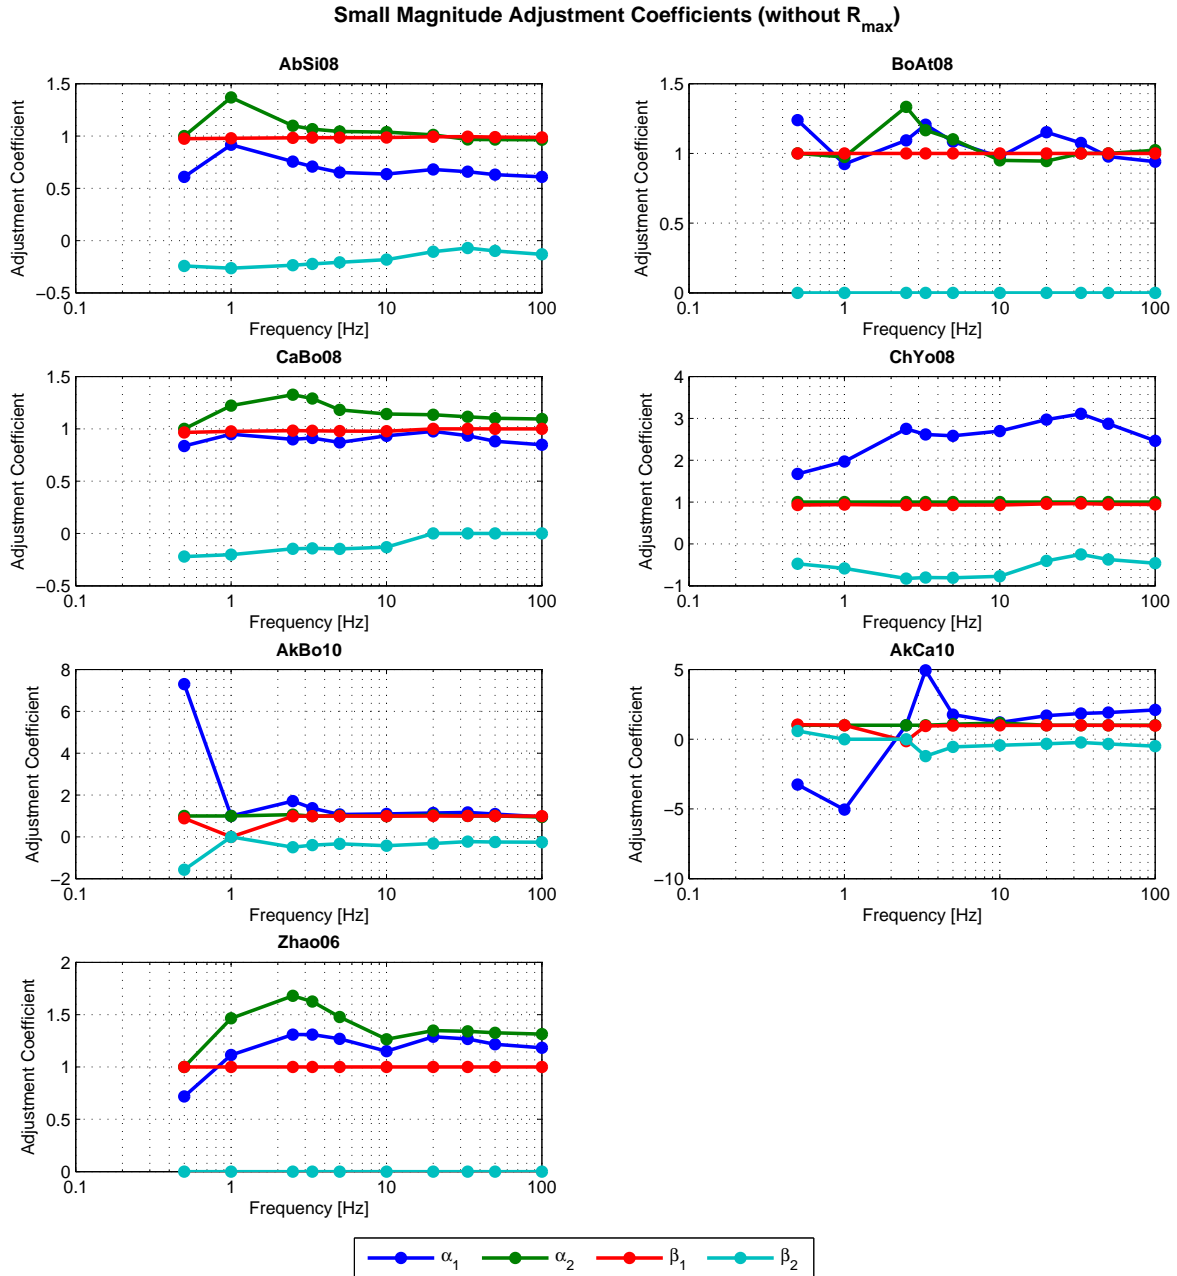 Small Magnitude Adjustment Coefficients (without R_max)
AbSi08
1.5
1
0.5
0
−0.5
Adjustment Coefficient
0.1 1 10 100
Frequency [Hz]
BoAt08
1.5
1
0.5
0
Adjustment Coefficient
0.1 1 10 100
Frequency [Hz]
CaBo08
1.5
1
0.5
0
−0.5
Adjustment Coefficient
0.1 1 10 100
Frequency [Hz]
ChYo08
4
3
2
1
0
−1
Adjustment Coefficient
0.1 1 10 100
Frequency [Hz]
AkBo10
8
6
4
2
0
−2
Adjustment Coefficient
0.1 1 10 100
Frequency [Hz]
AkCa10
5
0
−5
−10
Adjustment Coefficient
0.1 1 10 100
Frequency [Hz]
Zhao06
2
1.5
1
0.5
0
Adjustment Coefficient
0.1 1 10 100
Frequency [Hz]
α_1 α_2 β_1 β_2